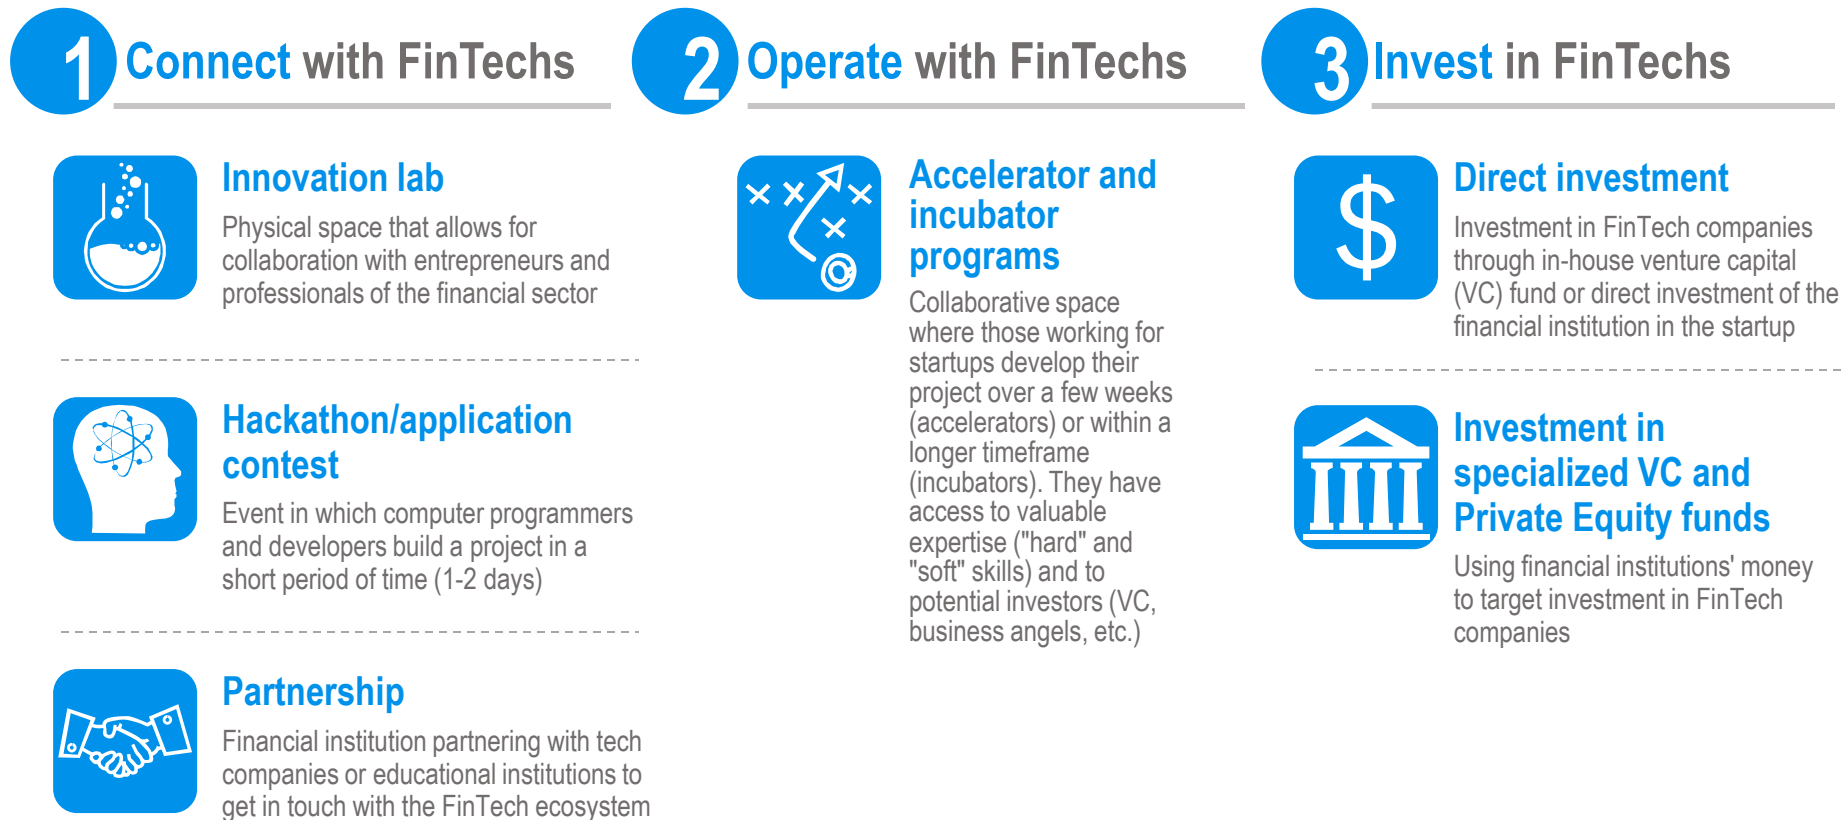 1 Connect with FinTechs
Innovation lab
Physical space that allows for
collaboration with entrepreneurs and
professionals of the financial sector
Hackathon/application
contest
Event in which computer programmers
and developers build a project in a
short period of time (1-2 days)
Partnership
Financial institution partnering with tech
companies or educational institutions to
get in touch with the FinTech ecosystem
2 Operate with FinTechs
Accelerator and
incubator
programs
Collaborative space
where those working for
startups develop their
project over a few weeks
(accelerators) or within a
longer timeframe
(incubators). They have
access to valuable
expertise ("hard" and
"soft" skills) and to
potential investors (VC,
business angels, etc.)
3 Invest in FinTechs
$
Direct investment
Investment in FinTech companies
through in-house venture capital
(VC) fund or direct investment of the
financial institution in the startup
Investment in
specialized VC and
Private Equity funds
Using financial institutions' money
to target investment in FinTech
companies